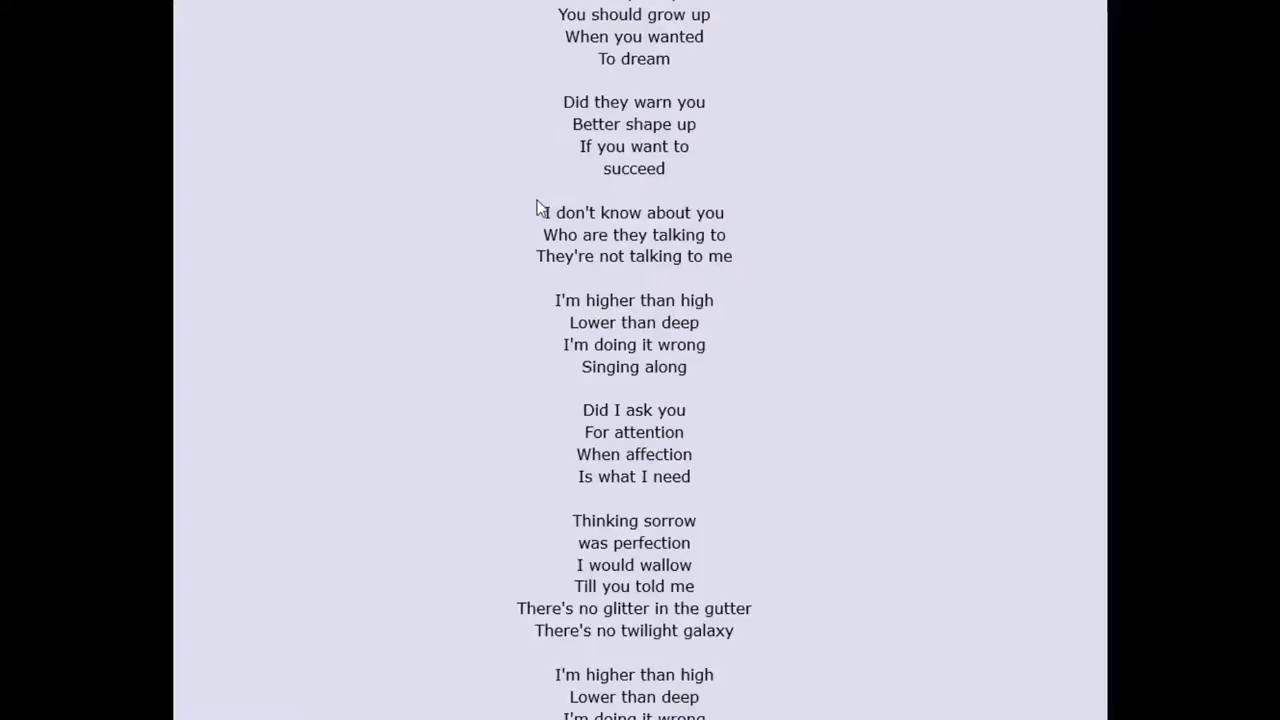 You should grow up
When you wanted
To dream
Did they warn you
Better shape up
If you want to
succeed
I don't know about you
Who are they talking to
They're not talking to me
I'm higher than high
Lower than deep
I'm doing it wrong
Singing along
Did I ask you
For attention
When affection
Is what I need
Thinking sorrow
was perfection
I would wallow
Till you told me
There's no glitter in the gutter
There's no twilight galaxy
I'm higher than high
Lower than deep
I'm doing it wrong